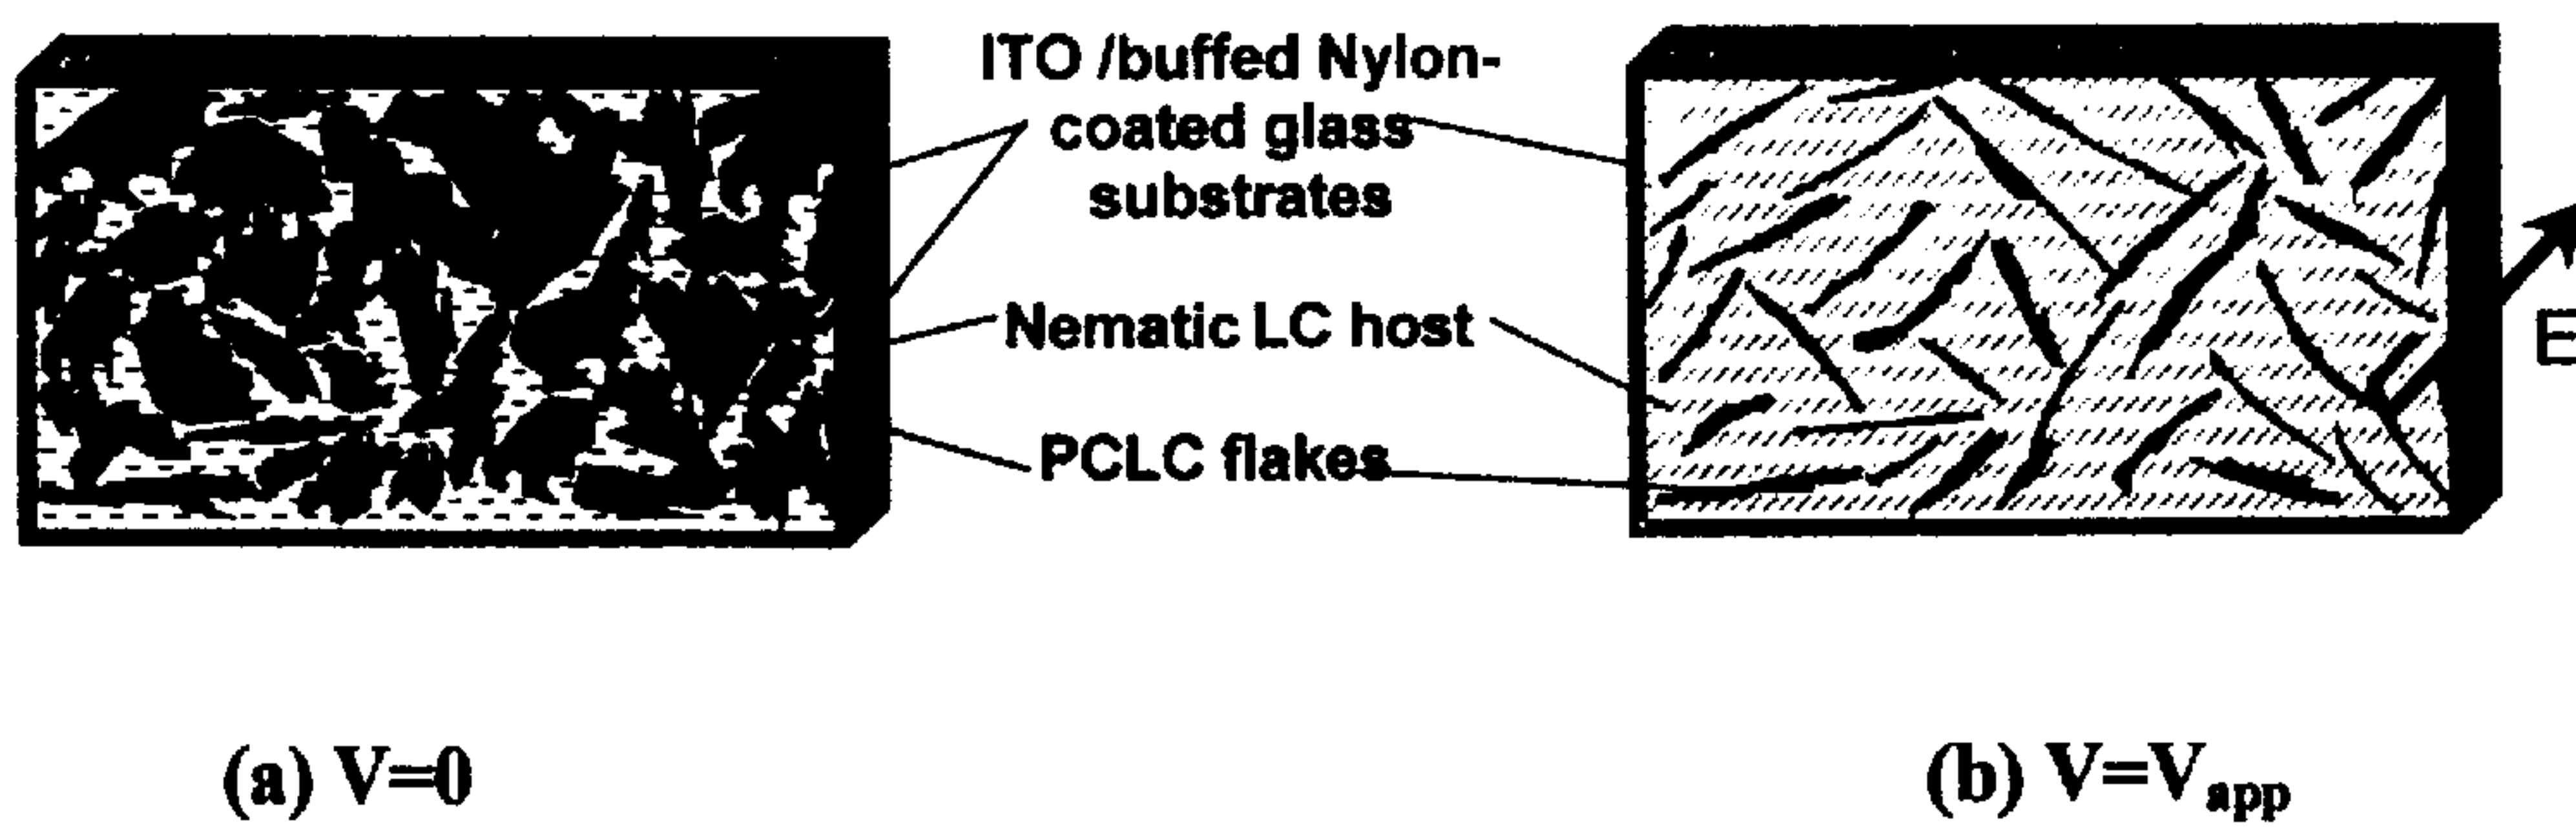 ITO /buffed Nylon-
coated glass
substrates
Nematic LC host
PCLC flakes
E
(a) V=0
(b) V=Vapp